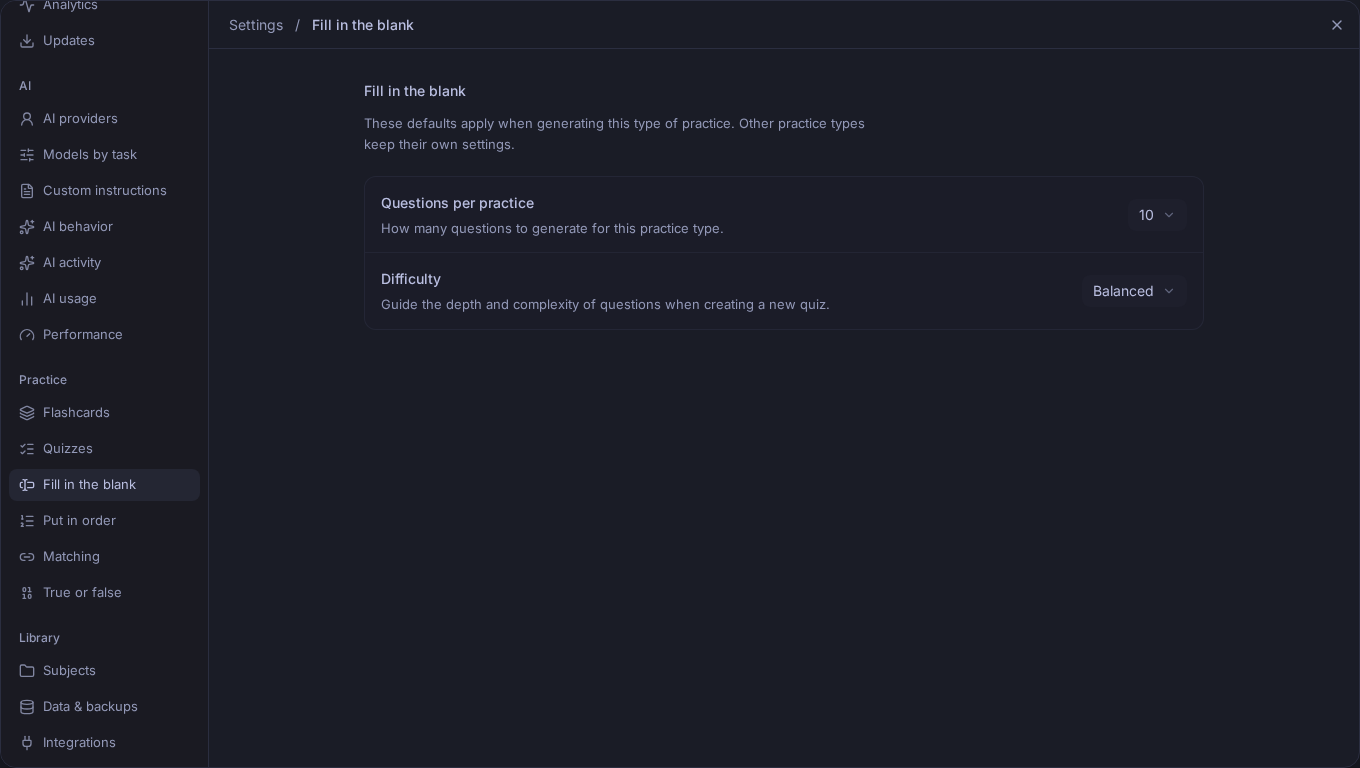 Analytics
Updates
AI
AI providers
Models by task
Custom instructions
AI behavior
AI activity
AI usage
Performance
Practice
Flashcards
Quizzes
Fill in the blank
Put in order
Matching
True or false
Library
Subjects
Data & backups
Integrations
Settings / Fill in the blank
Fill in the blank
These defaults apply when generating this type of practice. Other practice types
keep their own settings.
Questions per practice
How many questions to generate for this practice type.
10
Difficulty
Guide the depth and complexity of questions when creating a new quiz.
Balanced